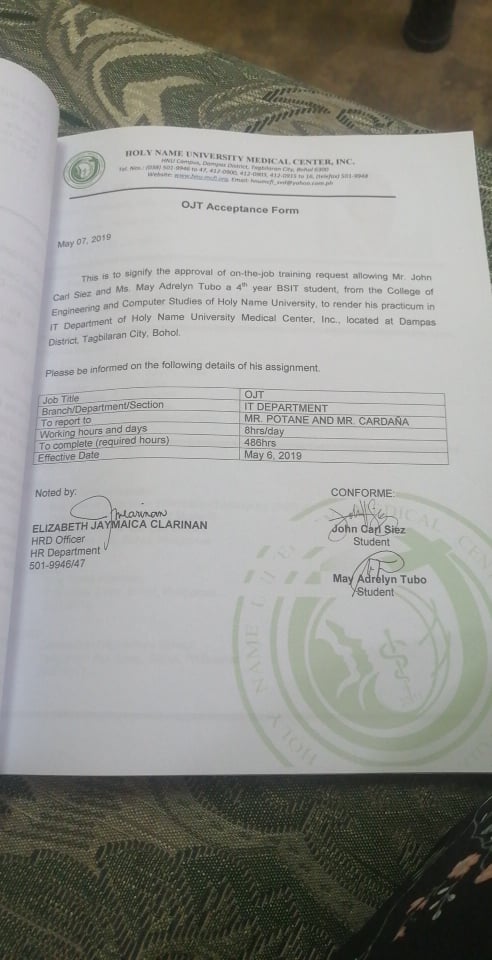 HOLY NAME UNIVERSITY MEDICAL CENTER, INC.
HNU Campus, Dampas District, Tagbilaran City, Bohol 6300
Tel. Nos.: (038) 501-9946 to 47, 412-0800, 412-0905, 412-0915 to 16, (telefax) 501-9948
Website: www.hnu-mcfi.org, Email: hnumcfi_svd@yahoo.com.ph
OJT Acceptance Form
May 07, 2019
This is to signify the approval of on-the-job training request allowing Mr. John
Carl Siez and Ms. May Adrelyn Tubo a 4th year BSIT student, from the College of
Engineering and Computer Studies of Holy Name University, to render his practicum in
IT Department of Holy Name University Medical Center, Inc., located at Dampas
District, Tagbilaran City, Bohol.
Please be informed on the following details of his assignment.
Job Title OJT
Branch/Department/Section IT DEPARTMENT
To report to MR. POTANE AND MR. CARDAÑA
Working hours and days 8hrs/day
To complete (required hours) 486hrs
Effective Date May 6, 2019
Noted by:
ELIZABETH JAYMAICA CLARINAN
HRD Officer
HR Department
501-9946/47
CONFORME:
John Carl Siez
Student
May Adrelyn Tubo
Student
HOLY NAME